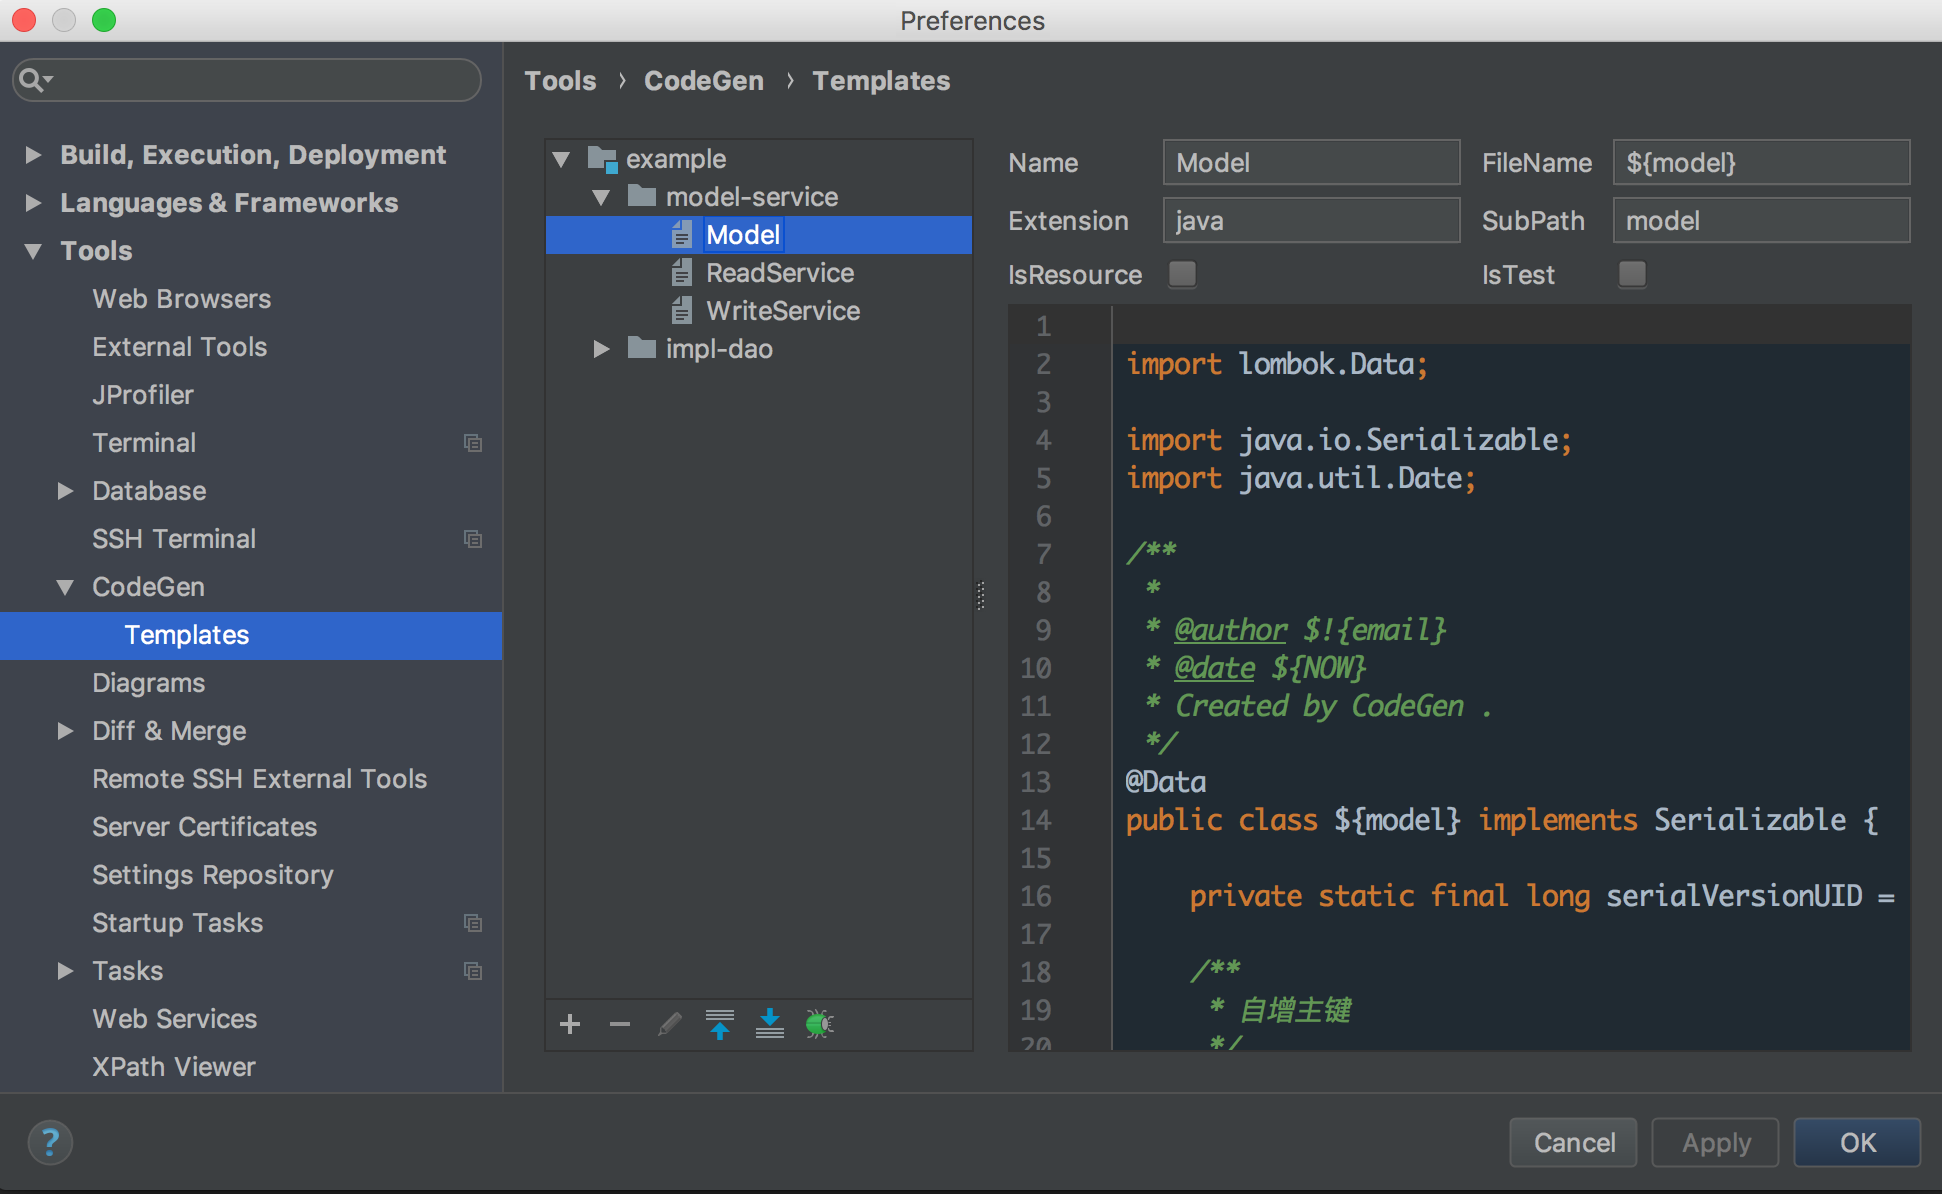 Preferences
Tools › CodeGen › Templates
Build, Execution, Deployment
Languages & Frameworks
Tools
Web Browsers
External Tools
JProfiler
Terminal
Database
SSH Terminal
CodeGen
Templates
Diagrams
Diff & Merge
Remote SSH External Tools
Server Certificates
Settings Repository
Startup Tasks
Tasks
Web Services
XPath Viewer
example
model-service
Model
ReadService
WriteService
impl-dao
Name Model FileName ${model}
Extension java SubPath model
IsResource IsTest
1
2 import lombok.Data;
3
4 import java.io.Serializable;
5 import java.util.Date;
6
7 /**
8 *
9 * @author $!{email}
10 * @date ${NOW}
11 * Created by CodeGen .
12 */
13 @Data
14 public class ${model} implements Serializable {
15
16 private static final long serialVersionUID =
17
18 /**
19 * 自增主键
20 */
?
Cancel Apply OK